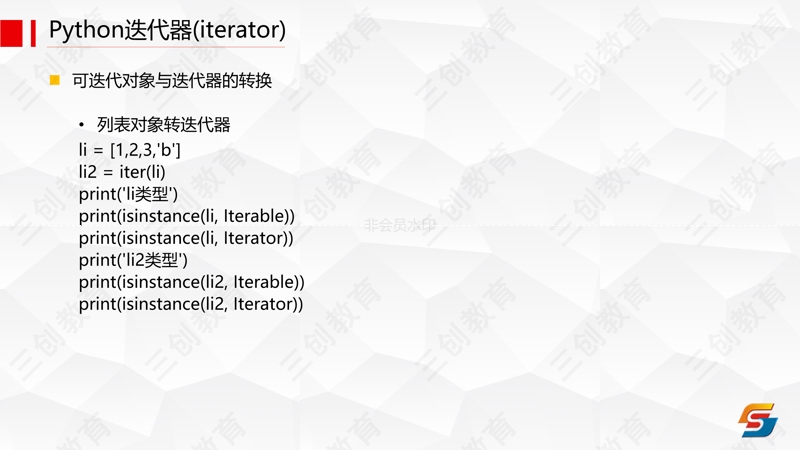 Python迭代器(iterator)
可迭代对象与迭代器的转换
• 列表对象转迭代器
li = [1,2,3,'b']
li2 = iter(li)
print('li类型')
print(isinstance(li, Iterable))
print(isinstance(li, Iterator))
print('li2类型')
print(isinstance(li2, Iterable))
print(isinstance(li2, Iterator))
非会员水印
三创教育